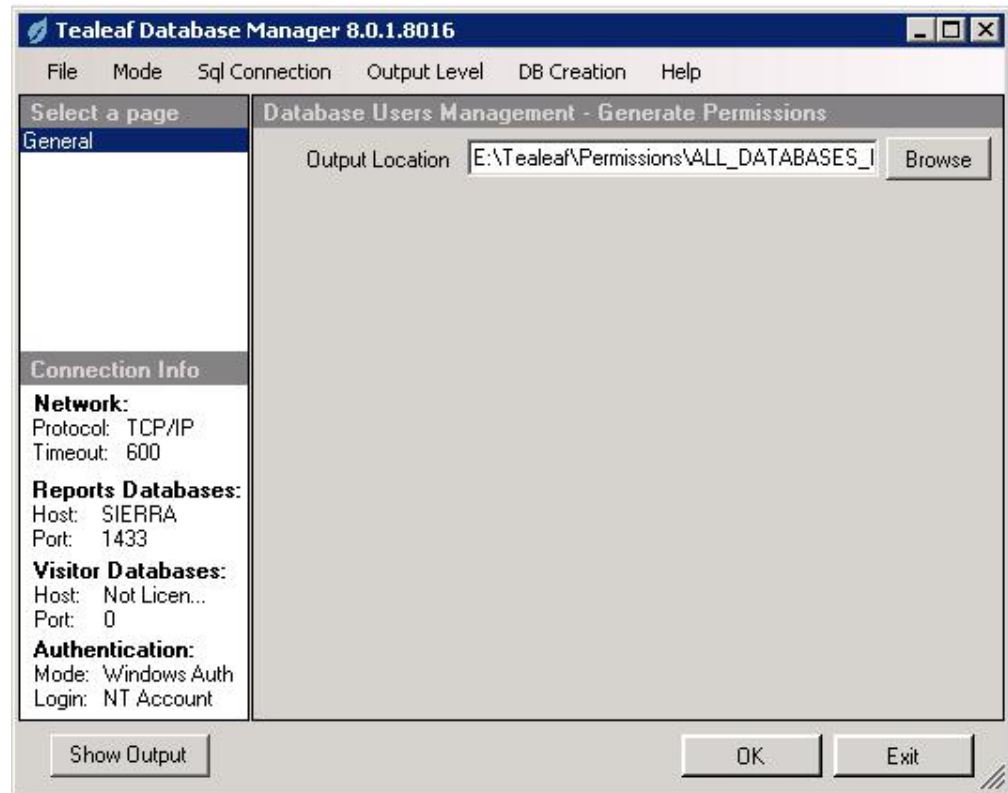 Tealeaf Database Manager 8.0.1.8016
File Mode Sql Connection Output Level DB Creation Help
Select a page
General
Database Users Management - Generate Permissions
Output Location E:\Tealeaf\Permissions\ALL_DATABASES_I Browse
Connection Info
Network:
Protocol: TCP/IP
Timeout: 600
Reports Databases:
Host: SIERRA
Port: 1433
Visitor Databases:
Host: Not Licen...
Port: 0
Authentication:
Mode: Windows Auth
Login: NT Account
Show Output OK Exit